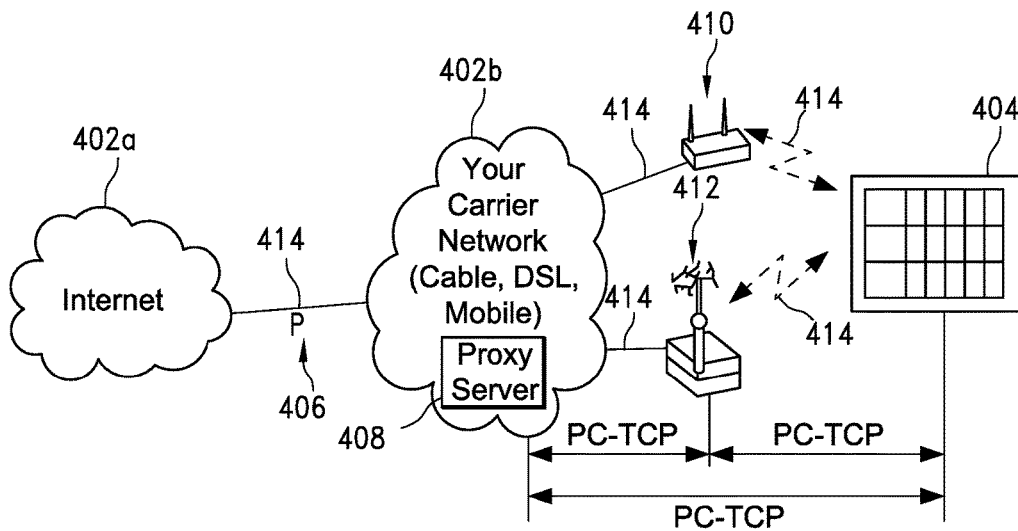 410
402b
414
414
404
402a
Your
Carrier
Network
(Cable, DSL,
Mobile)
412
414
Internet
P
414
414
406
Proxy
Server
408
PC-TCP
PC-TCP
PC-TCP